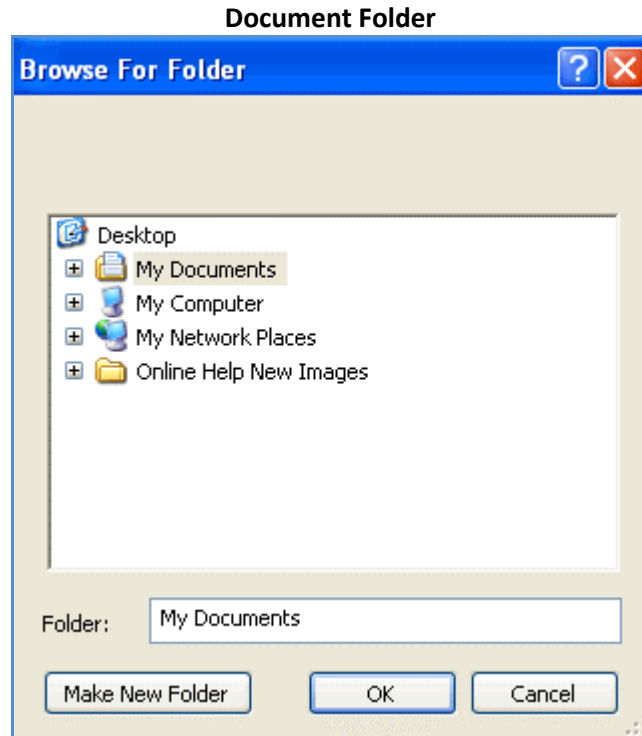 Document Folder
Browse For Folder
Desktop
My Documents
My Computer
My Network Places
Online Help New Images
Folder: My Documents
Make New Folder OK Cancel